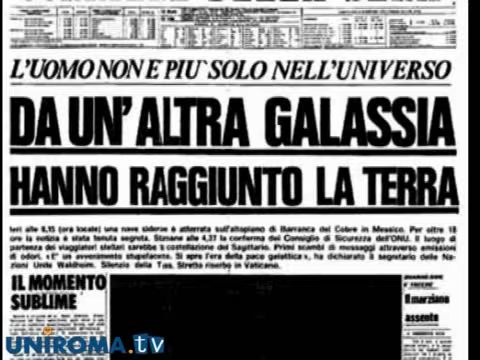 L'UOMO NON E PIU` SOLO NELL'UNIVERSO
DA UN'ALTRA GALASSIA
HANNO RAGGIUNTO LA TERRA
Ieri alle 8,15 (ora locale) una nave siderea è atterrata sull'altopiano di Barranca del Cobre in Messico. Per oltre 18
ore la notizia è stata tenuta segreta. Stamane alle 4,27 la conferma del Consiglio di Sicurezza dell'ONU. Il luogo di
partenza dei viaggiatori stellari sarebbe la costellazione del Sagittario. Primi scambi di messaggi attraverso emissioni
di odori. «E' un avvenimento stupefacente. Si apre l'era della pace galattica», ha dichiarato il segretario delle Na-
zioni Unite Waldheim. Silenzio della Tass. Stretto riserbo in Vaticano.
IL MOMENTO
SUBLIME
Il marziano
assente
UNIROMA.tv